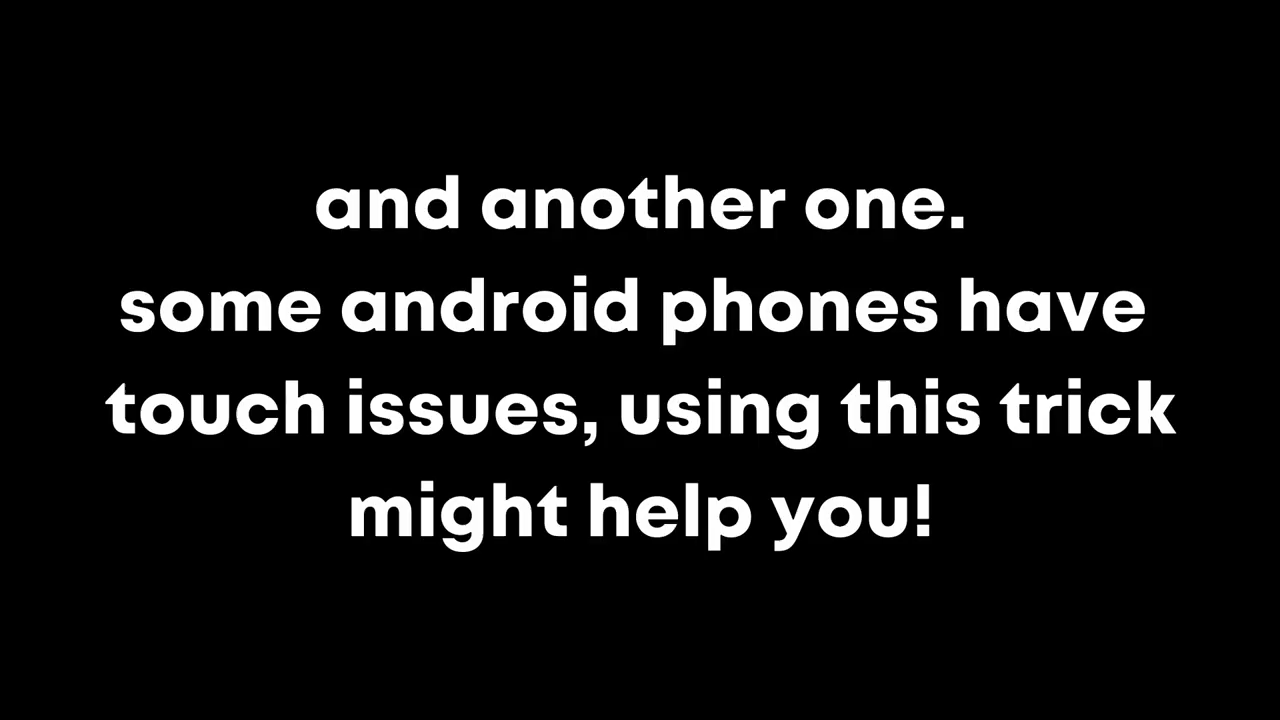 and another one.
some android phones have
touch issues, using this trick
might help you!